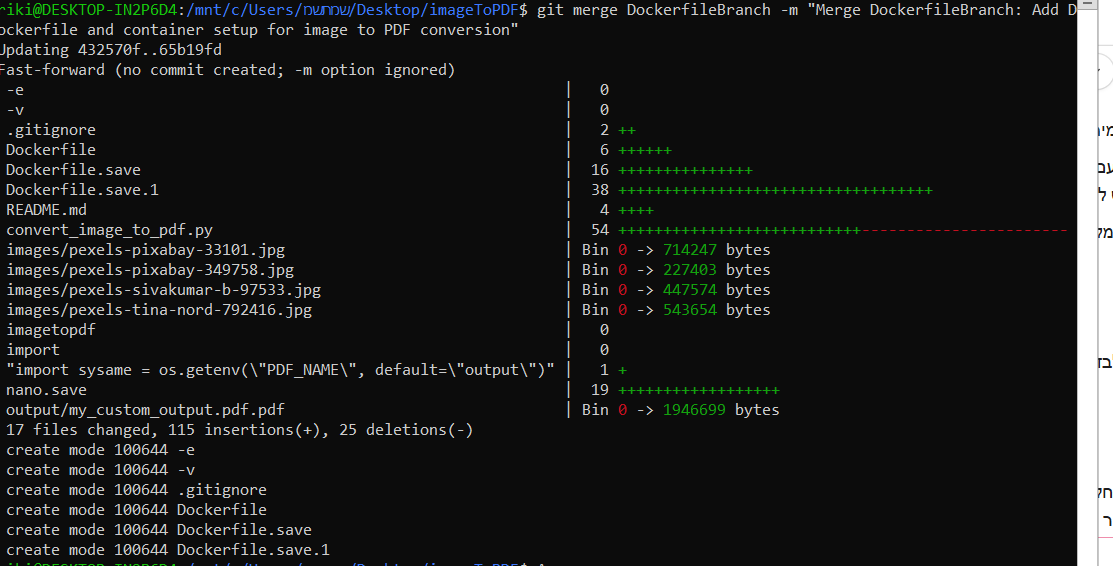 riki@DESKTOP-IN2P6D4:/mnt/c/Users/שמחת/Desktop/imageToPDF$ git merge DockerfileBranch -m "Merge DockerfileBranch: Add D
ockerfile and container setup for image to PDF conversion"
Updating 432570f..65b19fd
Fast-forward (no commit created; -m option ignored)
-e | 0
-v | 0
.gitignore | 2 ++
Dockerfile | 6 ++++++
Dockerfile.save | 16 +++++++++++++++
Dockerfile.save.1 | 38 +++++++++++++++++++++++++++++++++++
README.md | 4 ++++
convert_image_to_pdf.py | 54 +++++++++++++++++++++++++++-----------------------
images/pexels-pixabay-33101.jpg | Bin 0 -> 714247 bytes
images/pexels-pixabay-349758.jpg | Bin 0 -> 227403 bytes
images/pexels-sivakumar-b-97533.jpg | Bin 0 -> 447574 bytes
images/pexels-tina-nord-792416.jpg | Bin 0 -> 543654 bytes
imagetopdf | 0
import | 0
"import sysame = os.getenv(\"PDF_NAME\", default=\"output\")" | 1 +
nano.save | 19 ++++++++++++++++++
output/my_custom_output.pdf.pdf | Bin 0 -> 1946699 bytes
17 files changed, 115 insertions(+), 25 deletions(-)
create mode 100644 -e
create mode 100644 -v
create mode 100644 .gitignore
create mode 100644 Dockerfile
create mode 100644 Dockerfile.save
create mode 100644 Dockerfile.save.1